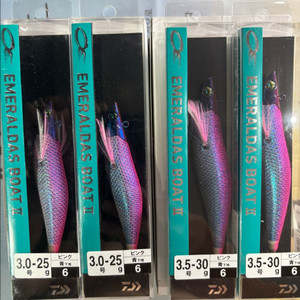 EMERALDAS BOAT II
3.0-25
号 g
ピンク
6
EMERALDAS BOAT II
3.0-25
号 g
ピンク
6
DAIWA
EMERALDAS BOAT II
3.5-30
号 g
ピンク
6
EMERALDAS BOAT II
3.5-30
号 g
ピンク
6